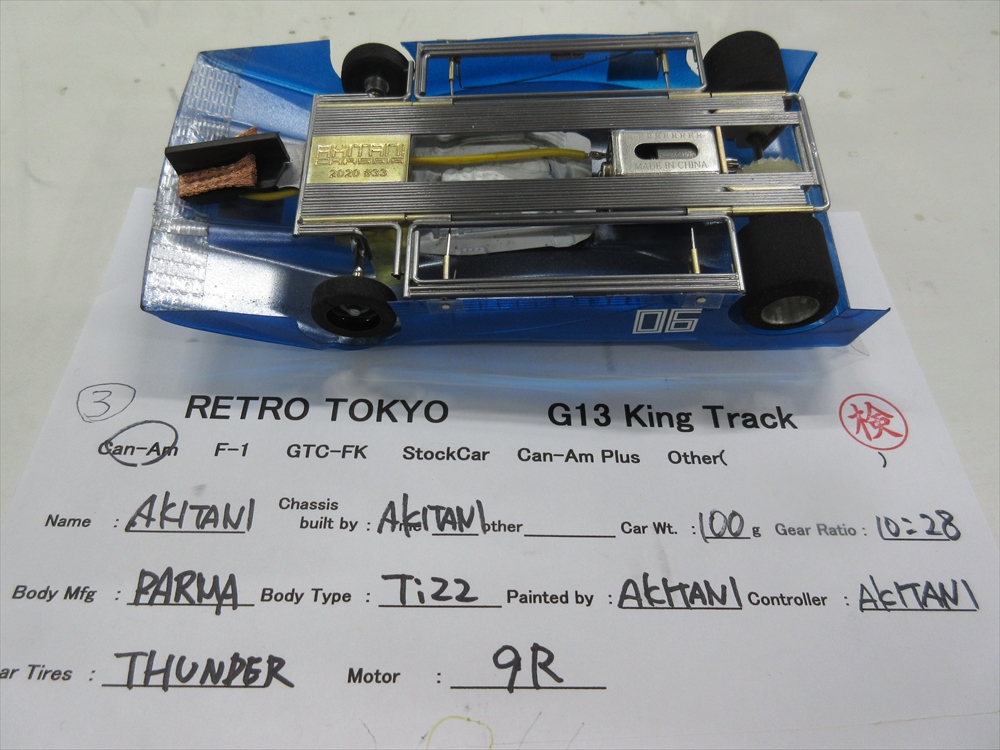 AKITANI
CHASSIS
2020 #33
MADE IN CHINA
06
3
RETRO TOKYO G13 King Track 検
Can-Am F-1 GTC-FK StockCar Can-Am Plus Other( )
Name : AKITANI Chassis built by : AKITANI other Car Wt. : 100 g Gear Ratio : 10:28
Body Mfg : PARMA Body Type : Ti22 Painted by : AKITANI Controller : AKITANI
ar Tires : THUNDER Motor : 9R